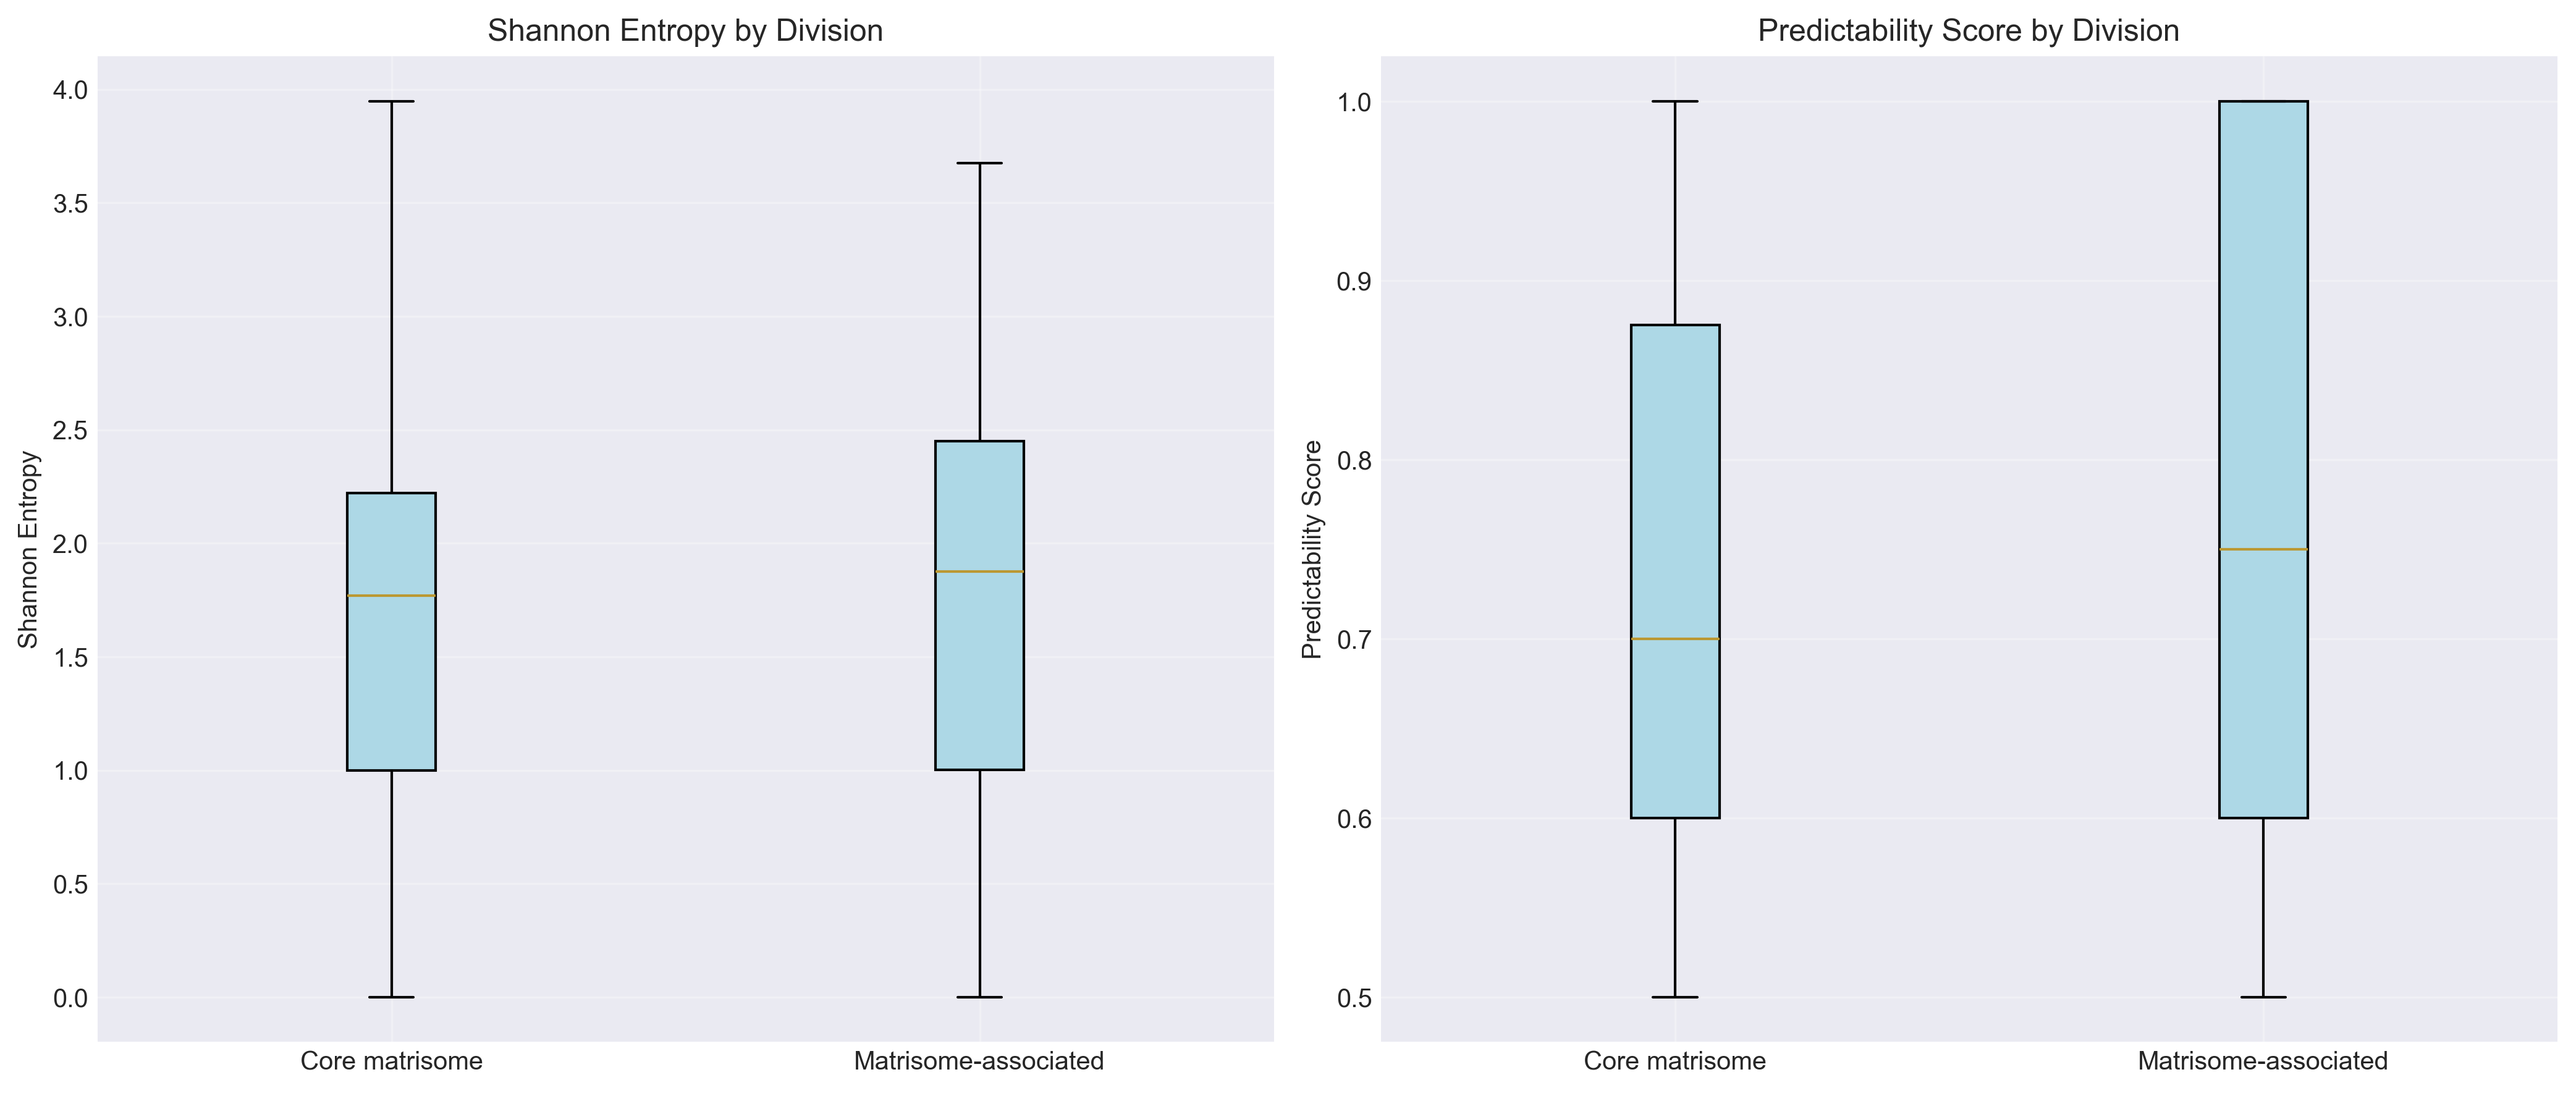 Shannon Entropy by Division
Shannon Entropy
4.0
3.5
3.0
2.5
2.0
1.5
1.0
0.5
0.0
Core matrisome
Matrisome-associated
Predictability Score by Division
Predictability Score
1.0
0.9
0.8
0.7
0.6
0.5
Core matrisome
Matrisome-associated